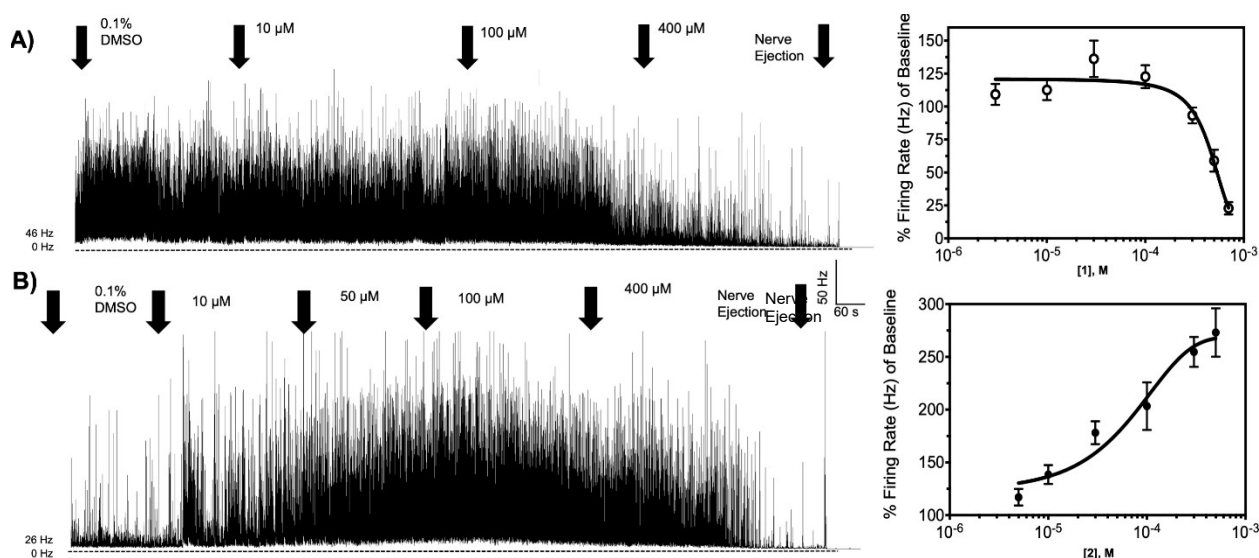 A)
0.1%
DMSO
10 µM
100 µM
400 µM
Nerve
Ejection
46 Hz
0 Hz
% Firing Rate (Hz) of Baseline
150
125
100
75
50
25
0
10-6
10-5
10-4
10-3
[1], M
B)
0.1%
DMSO
10 µM
50 µM
100 µM
400 µM
Nerve
Ejection
Nerve
Ejection
50 Hz
60 s
26 Hz
0 Hz
% Firing Rate (Hz) of Baseline
300
250
200
150
100
10-6
10-5
10-4
10-3
[2], M